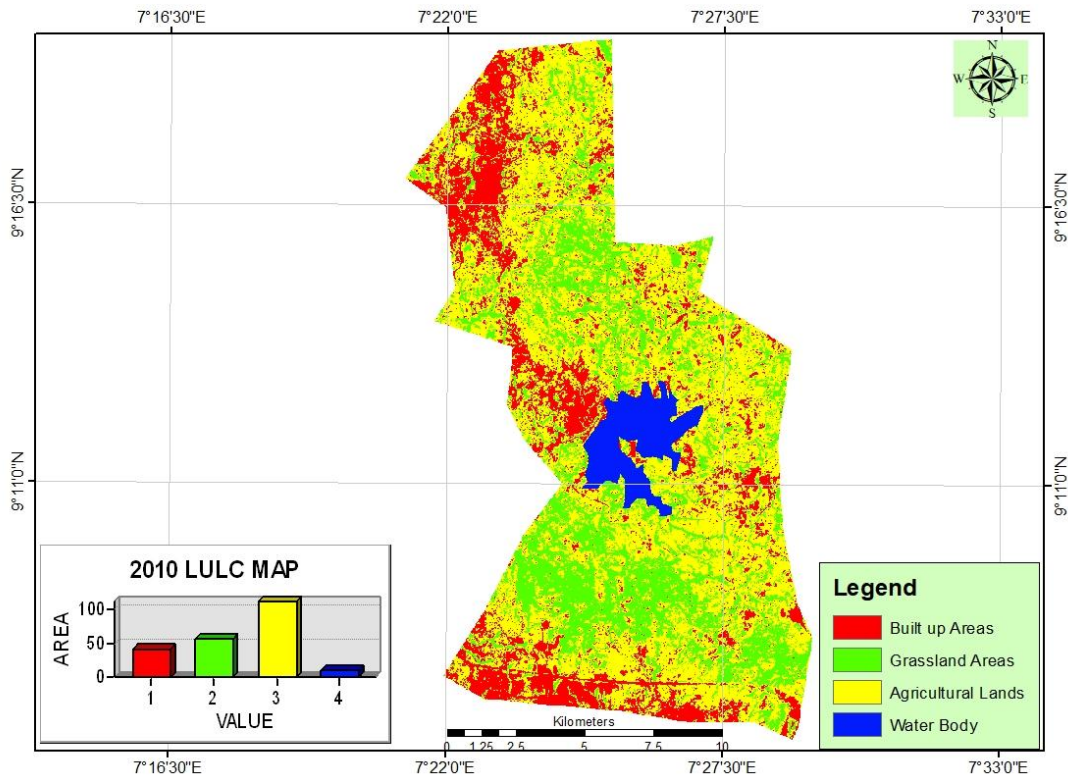 7°16'30"E 7°22'0"E 7°27'30"E 7°33'0"E
N
W E
S
9°16'30"N 9°16'30"N
9°11'0"N 9°11'0"N
2010 LULC MAP
AREA
100
50
0
1 2 3 4
VALUE
Legend
Built up Areas
Grassland Areas
Agricultural Lands
Water Body
Kilometers
0 1.25 2.5 5 7.5 10
7°16'30"E 7°22'0"E 7°27'30"E 7°33'0"E